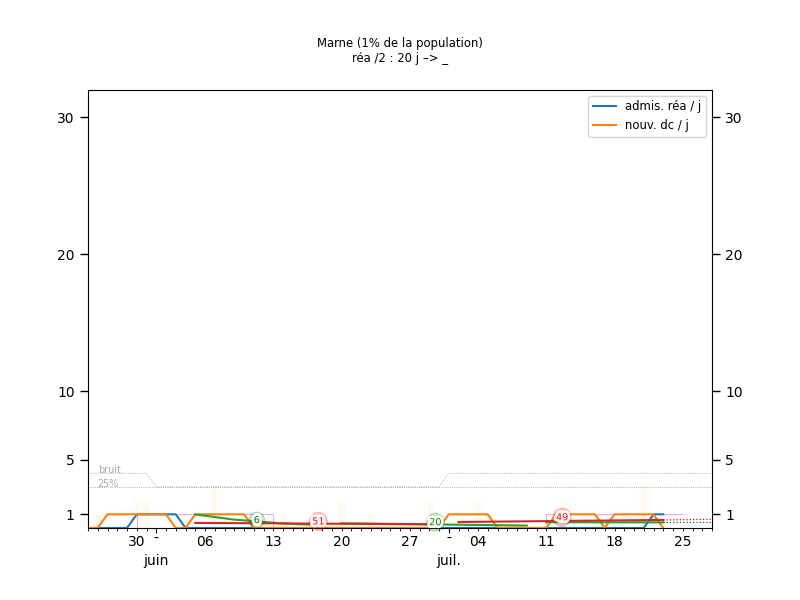 Marne (1% de la population)
réa /2 : 20 j –> _
admis. réa / j
nouv. dc / j
30 30
20 20
10 10
5 5
1 1
bruit
25%
6 51 20 49
30 - 06 13 20 27 - 04 11 18 25
juin juil.